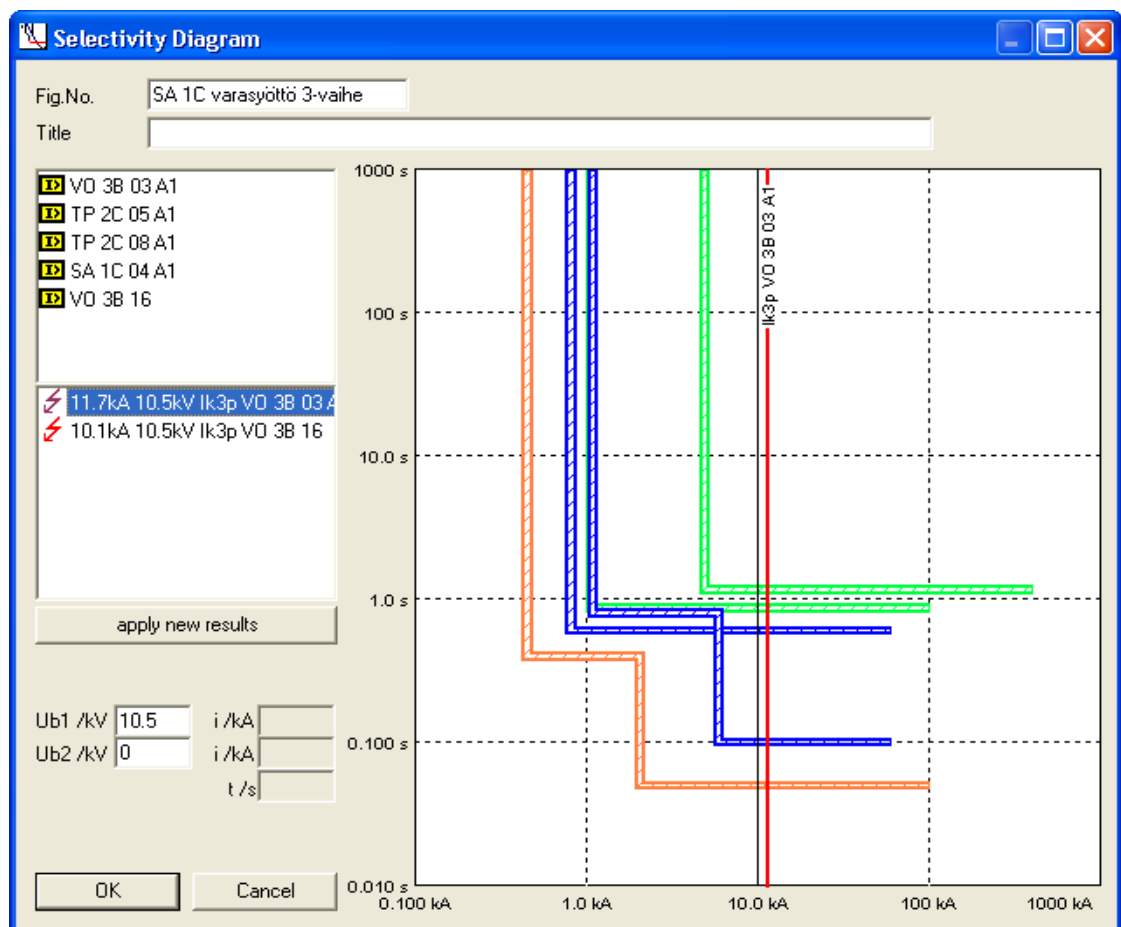 Selectivity Diagram
Fig.No. SA 1C varasyöttö 3-vaihe
Title
VO 3B 03 A1
TP 2C 05 A1
TP 2C 08 A1
SA 1C 04 A1
VO 3B 16
11.7kA 10.5kV Ik3p VO 3B 03 A
10.1kA 10.5kV Ik3p VO 3B 16
apply new results
Ub1 /kV 10.5 i /kA
Ub2 /kV 0 i /kA
t /s
OK Cancel
1000 s
100 s
10.0 s
1.0 s
0.100 s
0.010 s
0.100 kA 1.0 kA 10.0 kA 100 kA 1000 kA
Ik3p VO 3B 03 A1